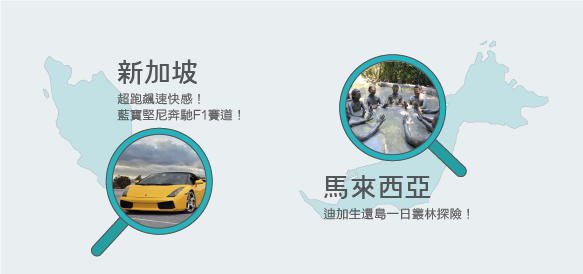 新加坡
超跑飆速快感！
藍寶堅尼奔馳F1賽道！
馬來西亞
迪加生還島一日叢林探險！